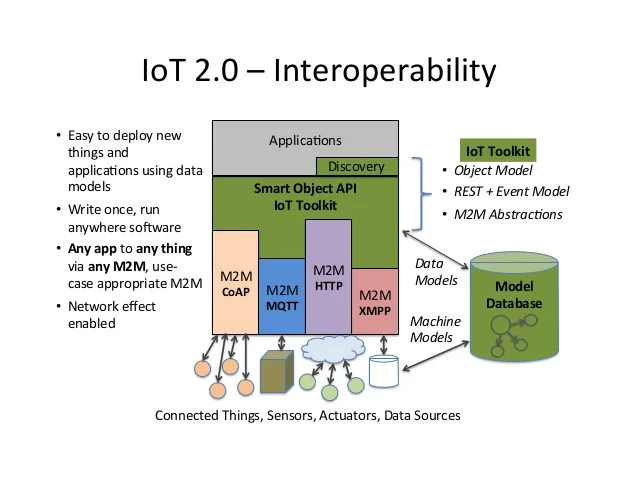 IoT 2.0 – Interoperability
• Easy to deploy new
things and
applications using data
models
• Write once, run
anywhere software
• Any app to any thing
via any M2M, use-
case appropriate M2M
• Network effect
enabled
Applications
Discovery
Smart Object API
IoT Toolkit
M2M
CoAP
M2M
MQTT
M2M
HTTP
M2M
XMPP
IoT Toolkit
• Object Model
• REST + Event Model
• M2M Abstractions
Data
Models
Model
Database
Machine
Models
Connected Things, Sensors, Actuators, Data Sources